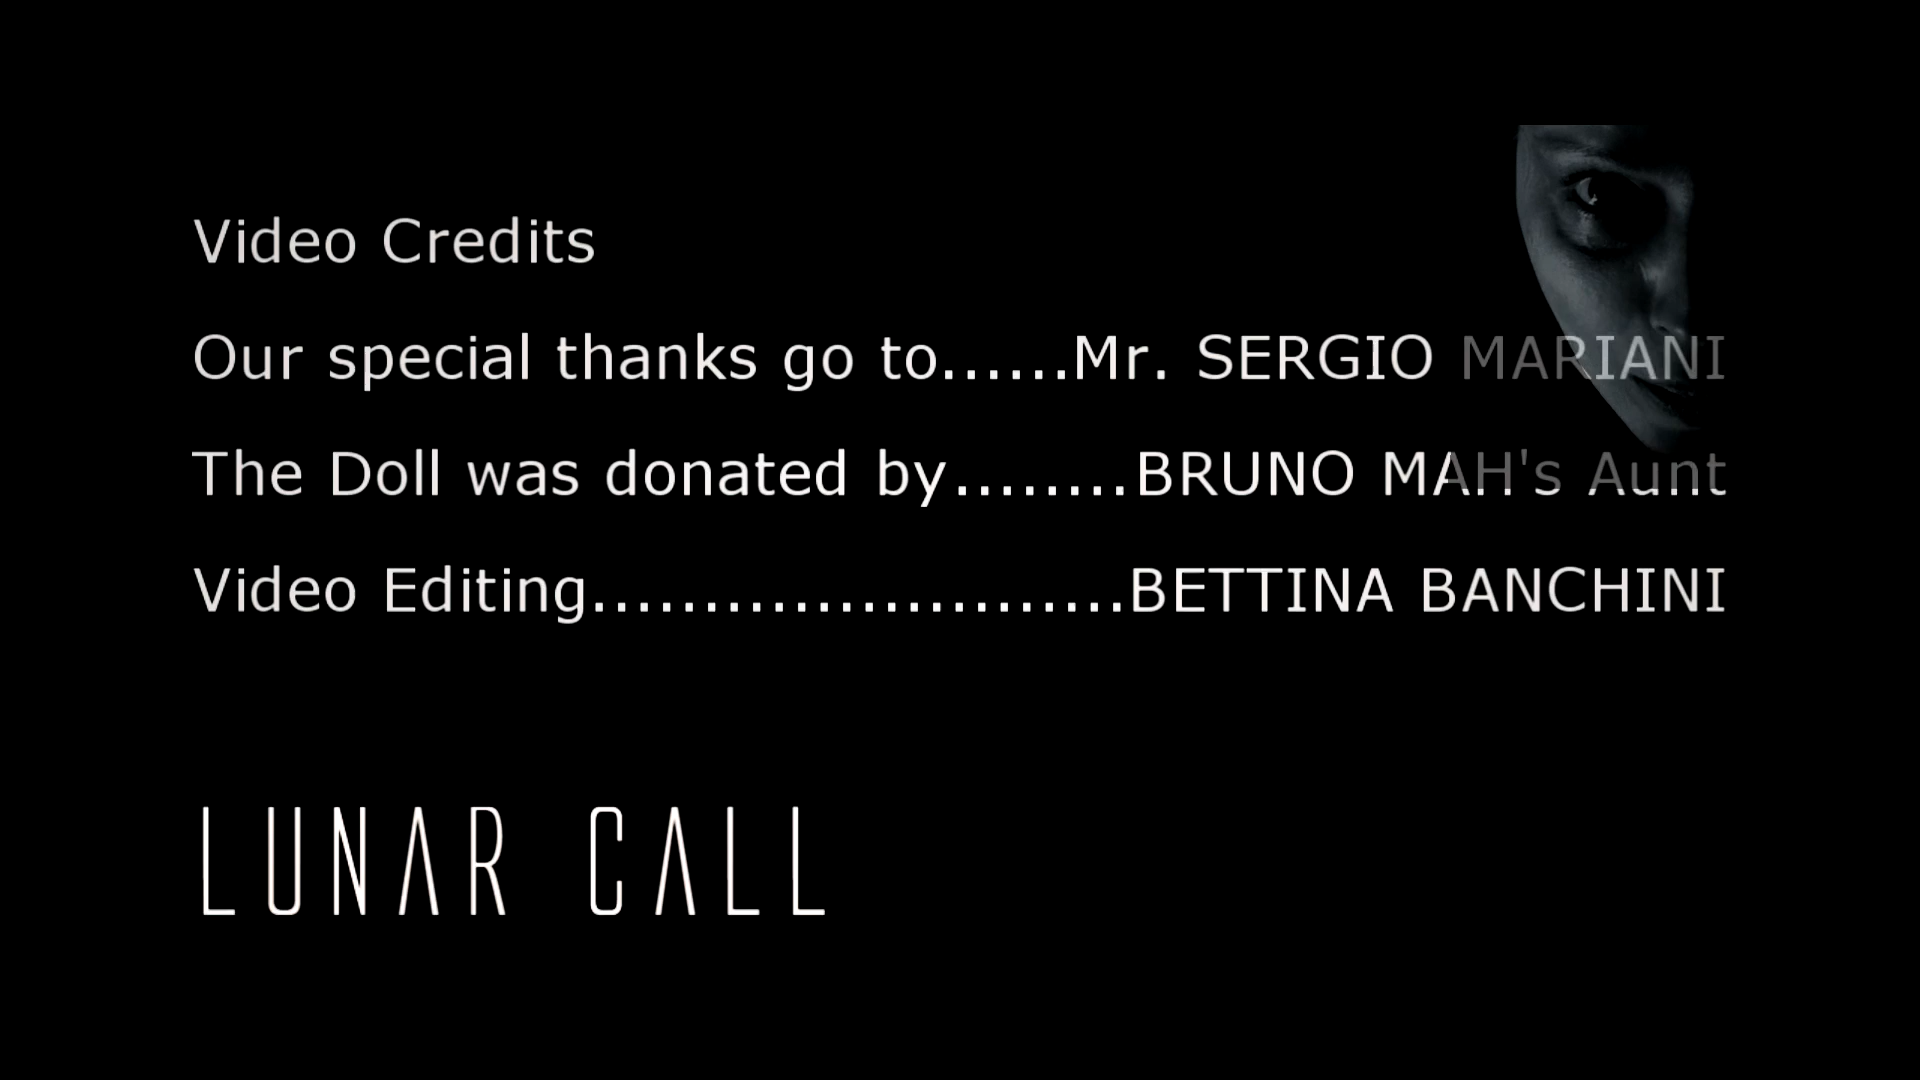 Video Credits
Our special thanks go to......Mr. SERGIO MARIANI
The Doll was donated by........BRUNO MAH's Aunt
Video Editing........................BETTINA BANCHINI
LUNAR CALL